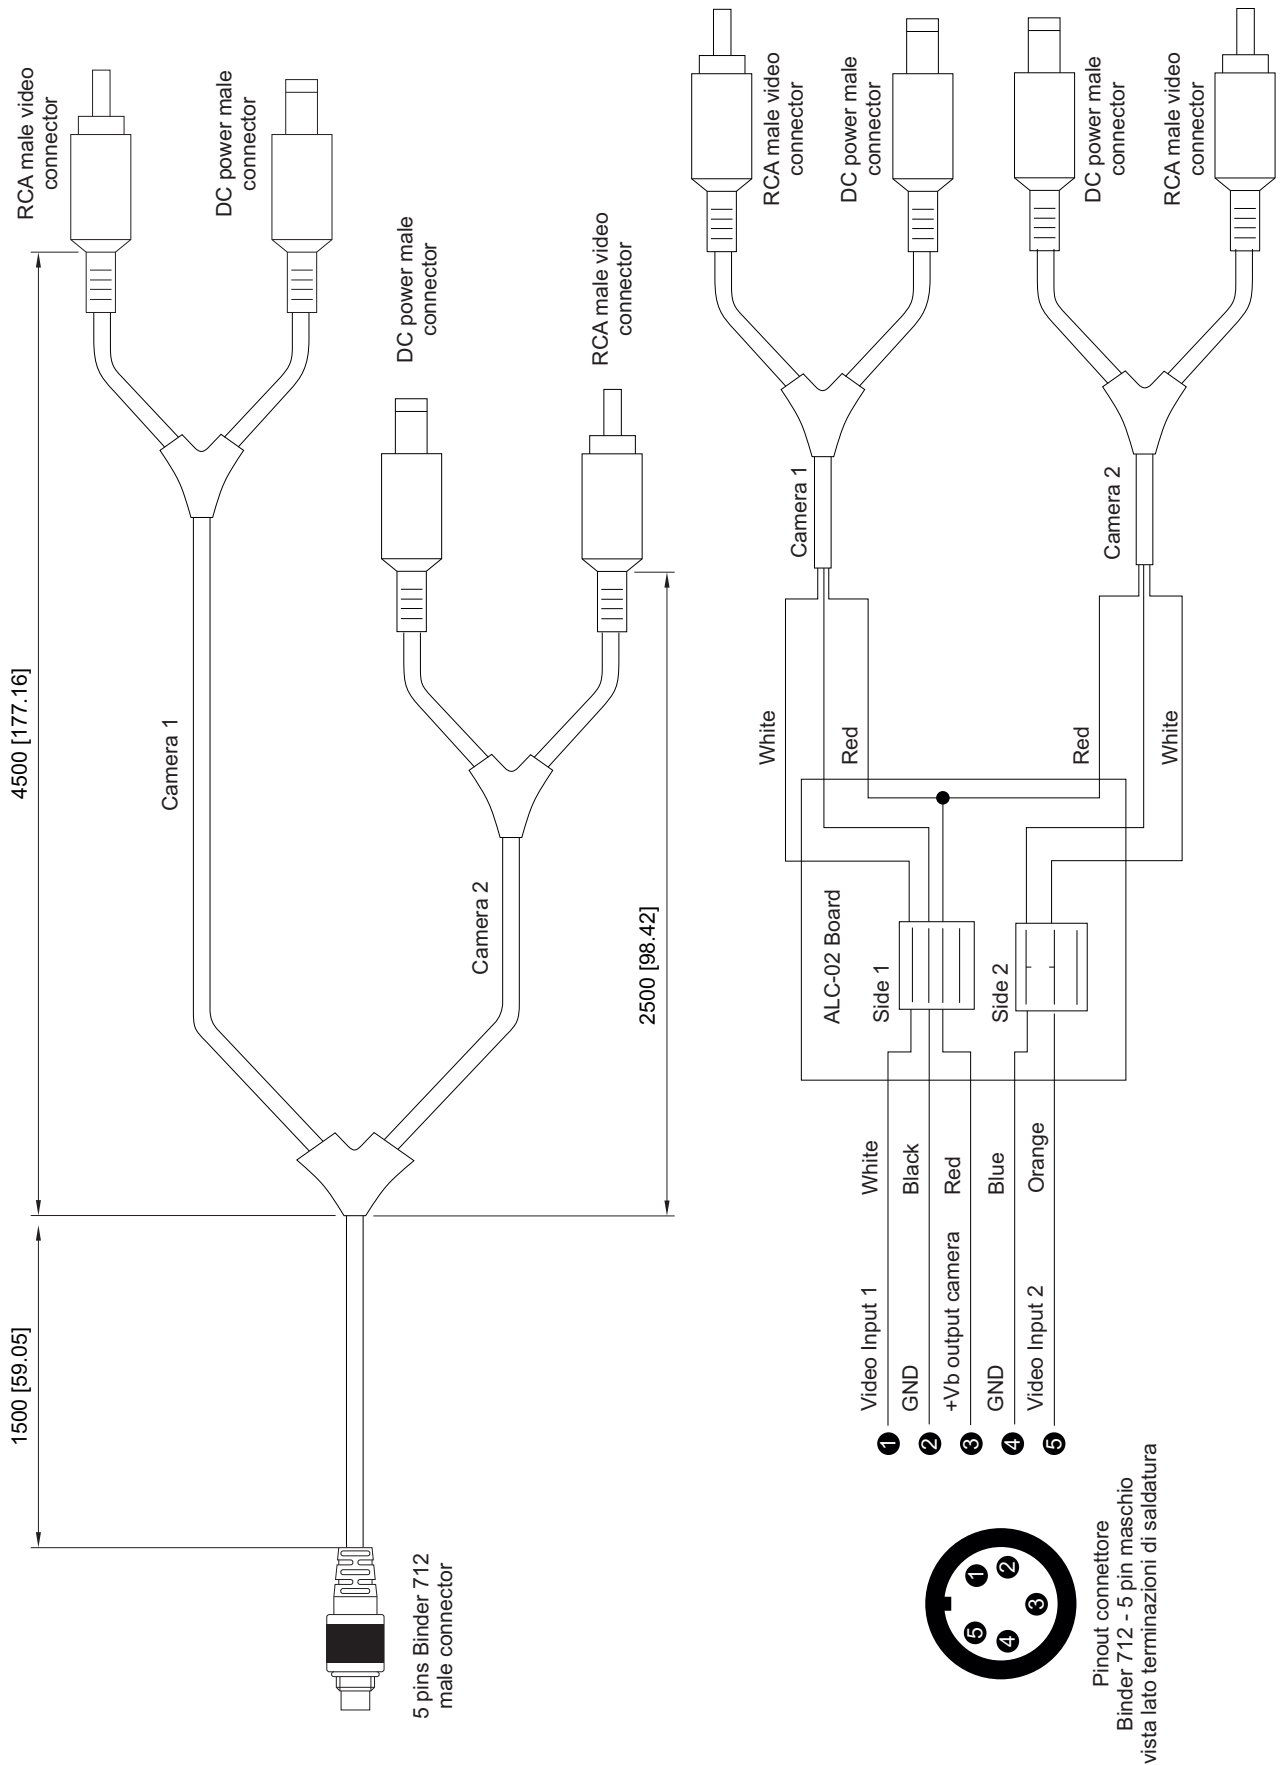 RCA male video
connector
DC power male
connector
4500 [177.16]
Camera 1
DC power male
connector
RCA male video
connector
Camera 2
2500 [98.42]
1500 [59.05]
5 pins Binder 712
male connector
RCA male video
connector
DC power male
connector
DC power male
connector
RCA male video
connector
Camera 1
Camera 2
White
Red
Red
White
ALC-02 Board
Side 1
Side 2
White
Black
Red
Blue
Orange
Video Input 1
GND
+Vb output camera
GND
Video Input 2
1
2
3
4
5
1
2
3
4
5
Pinout connettore
Binder 712 - 5 pin maschio
vista lato terminazioni di saldatura